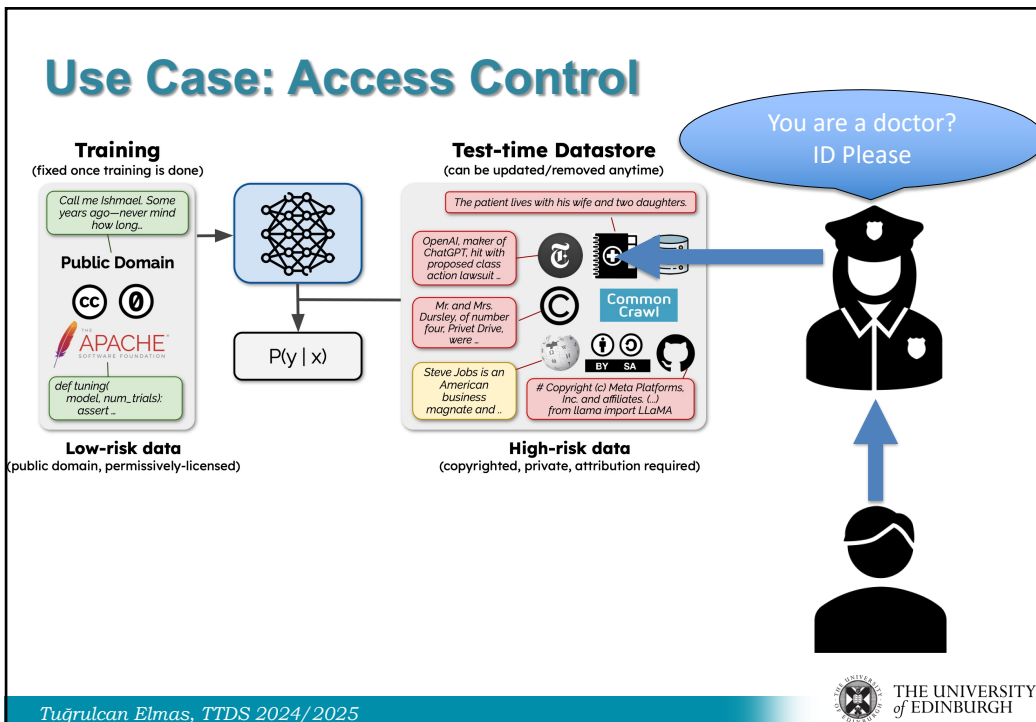 Use Case: Access Control
You are a doctor?
ID Please
Training
(fixed once training is done)
Call me Ishmael. Some
years ago—never mind
how long..
Public Domain
cc
0
THE
APACHE®
SOFTWARE FOUNDATION
def tuning(
model, num_trials):
assert ..
Low-risk data
(public domain, permissively-licensed)
P(y | x)
Test-time Datastore
(can be updated/removed anytime)
The patient lives with his wife and two daughters.
OpenAI, maker of
ChatGPT, hit with
proposed class
action lawsuit ..
T
Mr. and Mrs.
Dursley, of number
four, Privet Drive,
were ..
C
Common
Crawl
Steve Jobs is an
American
business
magnate and ..
BY SA
# Copyright (c) Meta Platforms,
Inc. and affiliates. (...)
from llama import LLaMA
High-risk data
(copyrighted, private, attribution required)
Tuğrulcan Elmas, TTDS 2024/2025
THE UNIVERSITY
of EDINBURGH